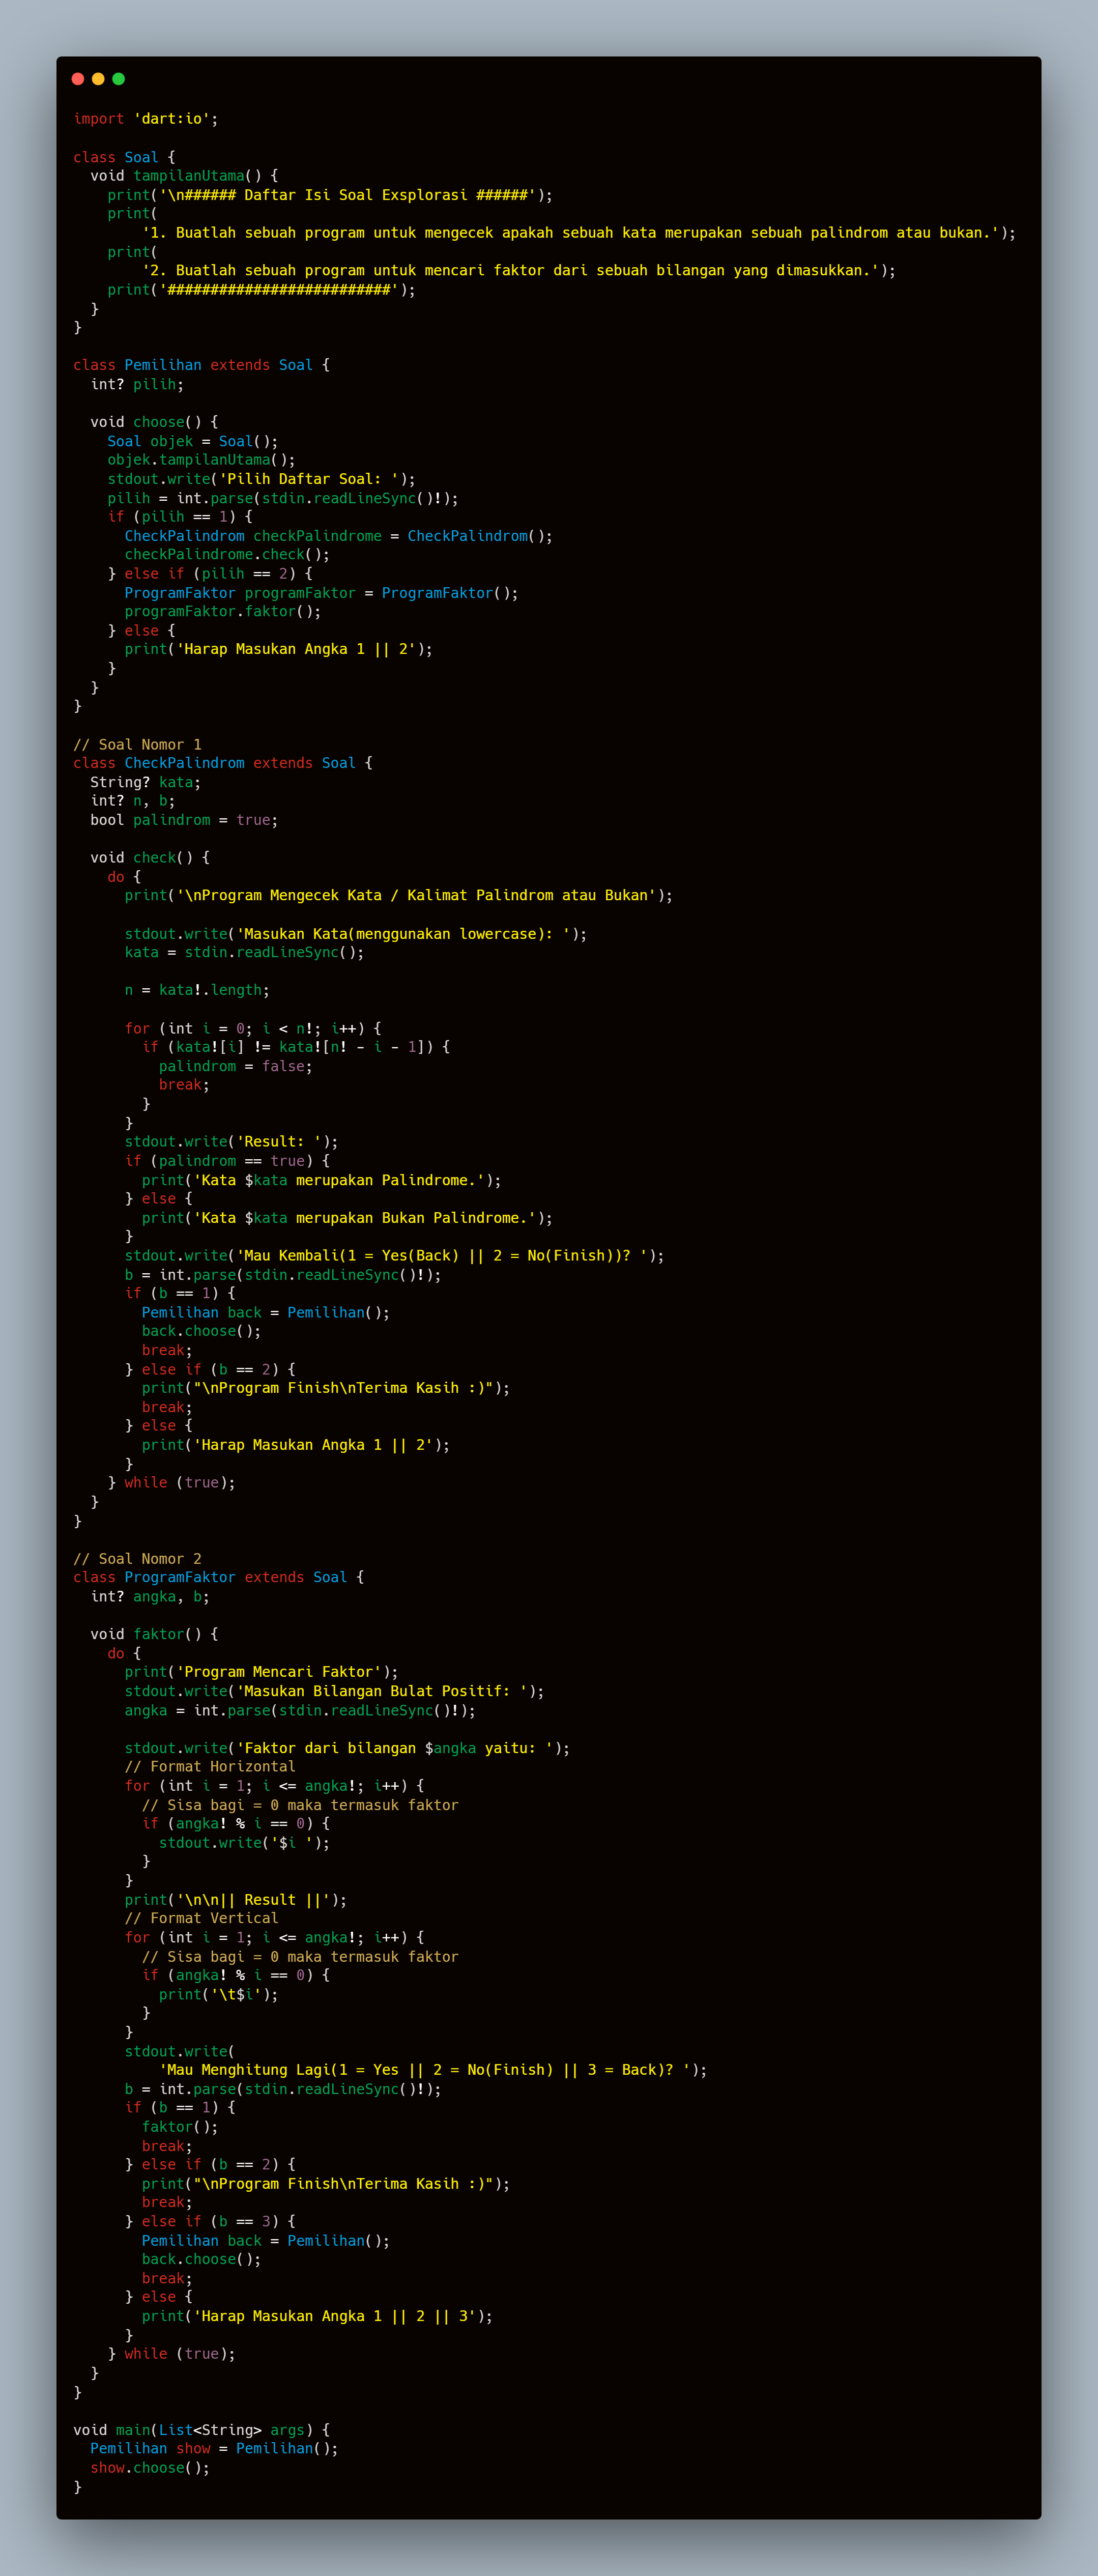 import 'dart:io';

class Soal {
  void tampilanUtama() {
    print('\n###### Daftar Isi Soal Exsplorasi ######');
    print(
        '1. Buatlah sebuah program untuk mengecek apakah sebuah kata merupakan sebuah palindrom atau bukan.');
    print(
        '2. Buatlah sebuah program untuk mencari faktor dari sebuah bilangan yang dimasukkan.');
    print('##########################');
  }
}

class Pemilihan extends Soal {
  int? pilih;

  void choose() {
    Soal objek = Soal();
    objek.tampilanUtama();
    stdout.write('Pilih Daftar Soal: ');
    pilih = int.parse(stdin.readLineSync()!);
    if (pilih == 1) {
      CheckPalindrom checkPalindrome = CheckPalindrom();
      checkPalindrome.check();
    } else if (pilih == 2) {
      ProgramFaktor programFaktor = ProgramFaktor();
      programFaktor.faktor();
    } else {
      print('Harap Masukan Angka 1 || 2');
    }
  }
}

// Soal Nomor 1
class CheckPalindrom extends Soal {
  String? kata;
  int? n, b;
  bool palindrom = true;

  void check() {
    do {
      print('\nProgram Mengecek Kata / Kalimat Palindrom atau Bukan');

      stdout.write('Masukan Kata(menggunakan lowercase): ');
      kata = stdin.readLineSync();

      n = kata!.length;

      for (int i = 0; i < n!; i++) {
        if (kata![i] != kata![n! - i - 1]) {
          palindrom = false;
          break;
        }
      }
      stdout.write('Result: ');
      if (palindrom == true) {
        print('Kata $kata merupakan Palindrome.');
      } else {
        print('Kata $kata merupakan Bukan Palindrome.');
      }
      stdout.write('Mau Kembali(1 = Yes(Back) || 2 = No(Finish))? ');
      b = int.parse(stdin.readLineSync()!);
      if (b == 1) {
        Pemilihan back = Pemilihan();
        back.choose();
        break;
      } else if (b == 2) {
        print("\nProgram Finish\nTerima Kasih :)");
        break;
      } else {
        print('Harap Masukan Angka 1 || 2');
      }
    } while (true);
  }
}

// Soal Nomor 2
class ProgramFaktor extends Soal {
  int? angka, b;

  void faktor() {
    do {
      print('Program Mencari Faktor');
      stdout.write('Masukan Bilangan Bulat Positif: ');
      angka = int.parse(stdin.readLineSync()!);

      stdout.write('Faktor dari bilangan $angka yaitu: ');
      // Format Horizontal
      for (int i = 1; i <= angka!; i++) {
        // Sisa bagi = 0 maka termasuk faktor
        if (angka! % i == 0) {
          stdout.write('$i ');
        }
      }
      print('\n\n|| Result ||');
      // Format Vertical
      for (int i = 1; i <= angka!; i++) {
        // Sisa bagi = 0 maka termasuk faktor
        if (angka! % i == 0) {
          print('\t$i');
        }
      }
      stdout.write(
          'Mau Menghitung Lagi(1 = Yes || 2 = No(Finish) || 3 = Back)? ');
      b = int.parse(stdin.readLineSync()!);
      if (b == 1) {
        faktor();
        break;
      } else if (b == 2) {
        print("\nProgram Finish\nTerima Kasih :)");
        break;
      } else if (b == 3) {
        Pemilihan back = Pemilihan();
        back.choose();
        break;
      } else {
        print('Harap Masukan Angka 1 || 2 || 3');
      }
    } while (true);
  }
}

void main(List<String> args) {
  Pemilihan show = Pemilihan();
  show.choose();
}